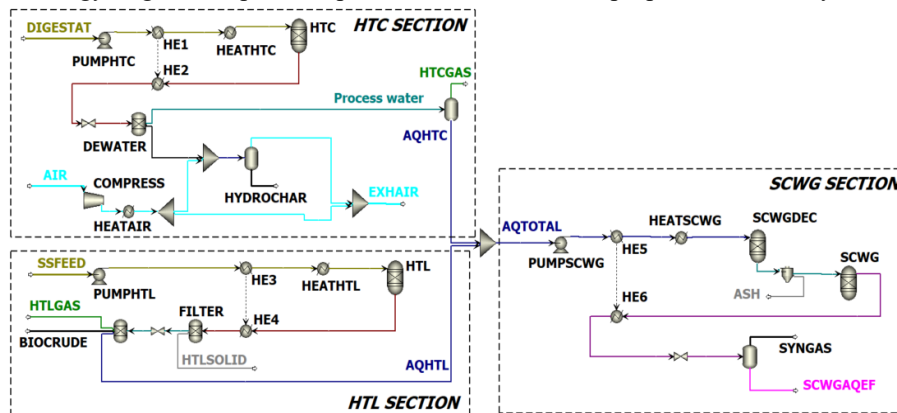 HTC SECTION
DIGESTAT
HTC
PUMPHTC
HE1
HEATHTC
HE2
HTCGAS
Process water
DEWATER
AQHTC
AIR
COMPRESS
HYDROCHAR
EXHAIR
HEATAIR
SCWG SECTION
AQTOTAL
HEATSCWG
SCWGDEC
HE5
SCWG
PUMPSCWG
ASH
HE6
SYNGAS
SCWGAQEF
SSFEED
HTL
HE3
PUMPHTL
HEATHTL
HTLGAS
FILTER
HE4
BIOCRUDE
HTLSOLID
AQHTL
HTL SECTION